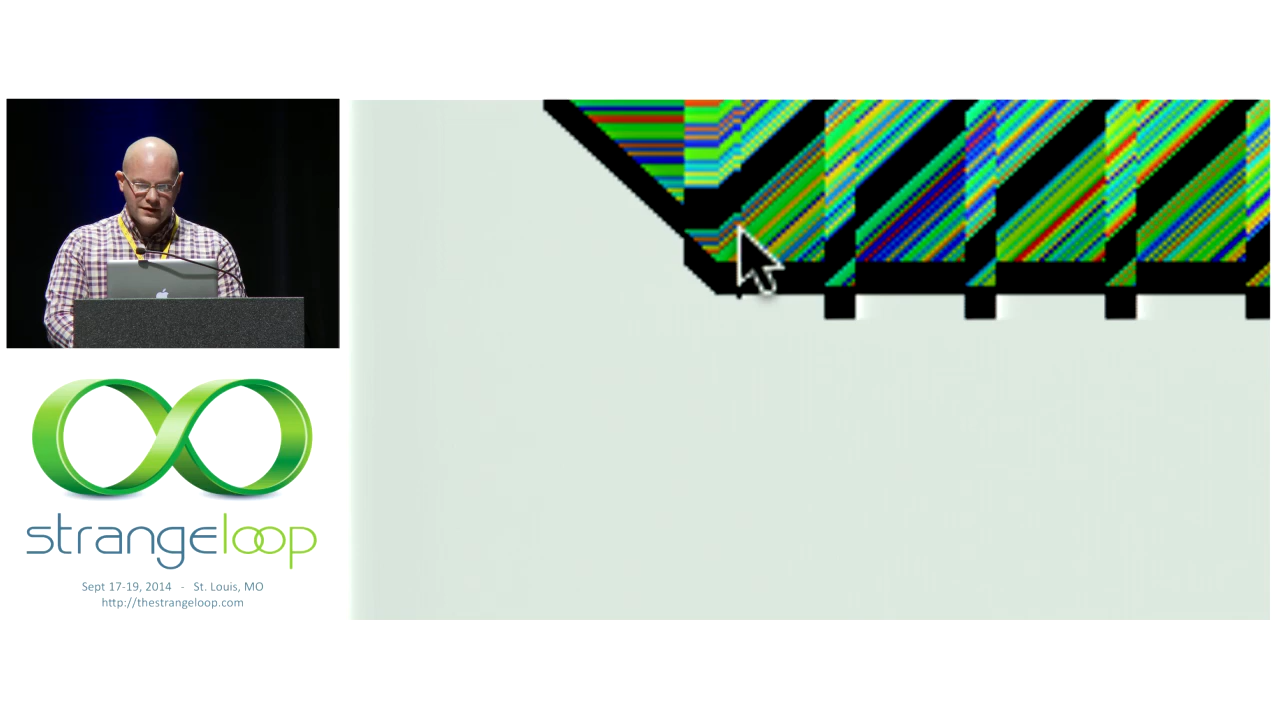 strangeloop
Sept 17-19, 2014 - St. Louis, MO
http://thestrangeloop.com